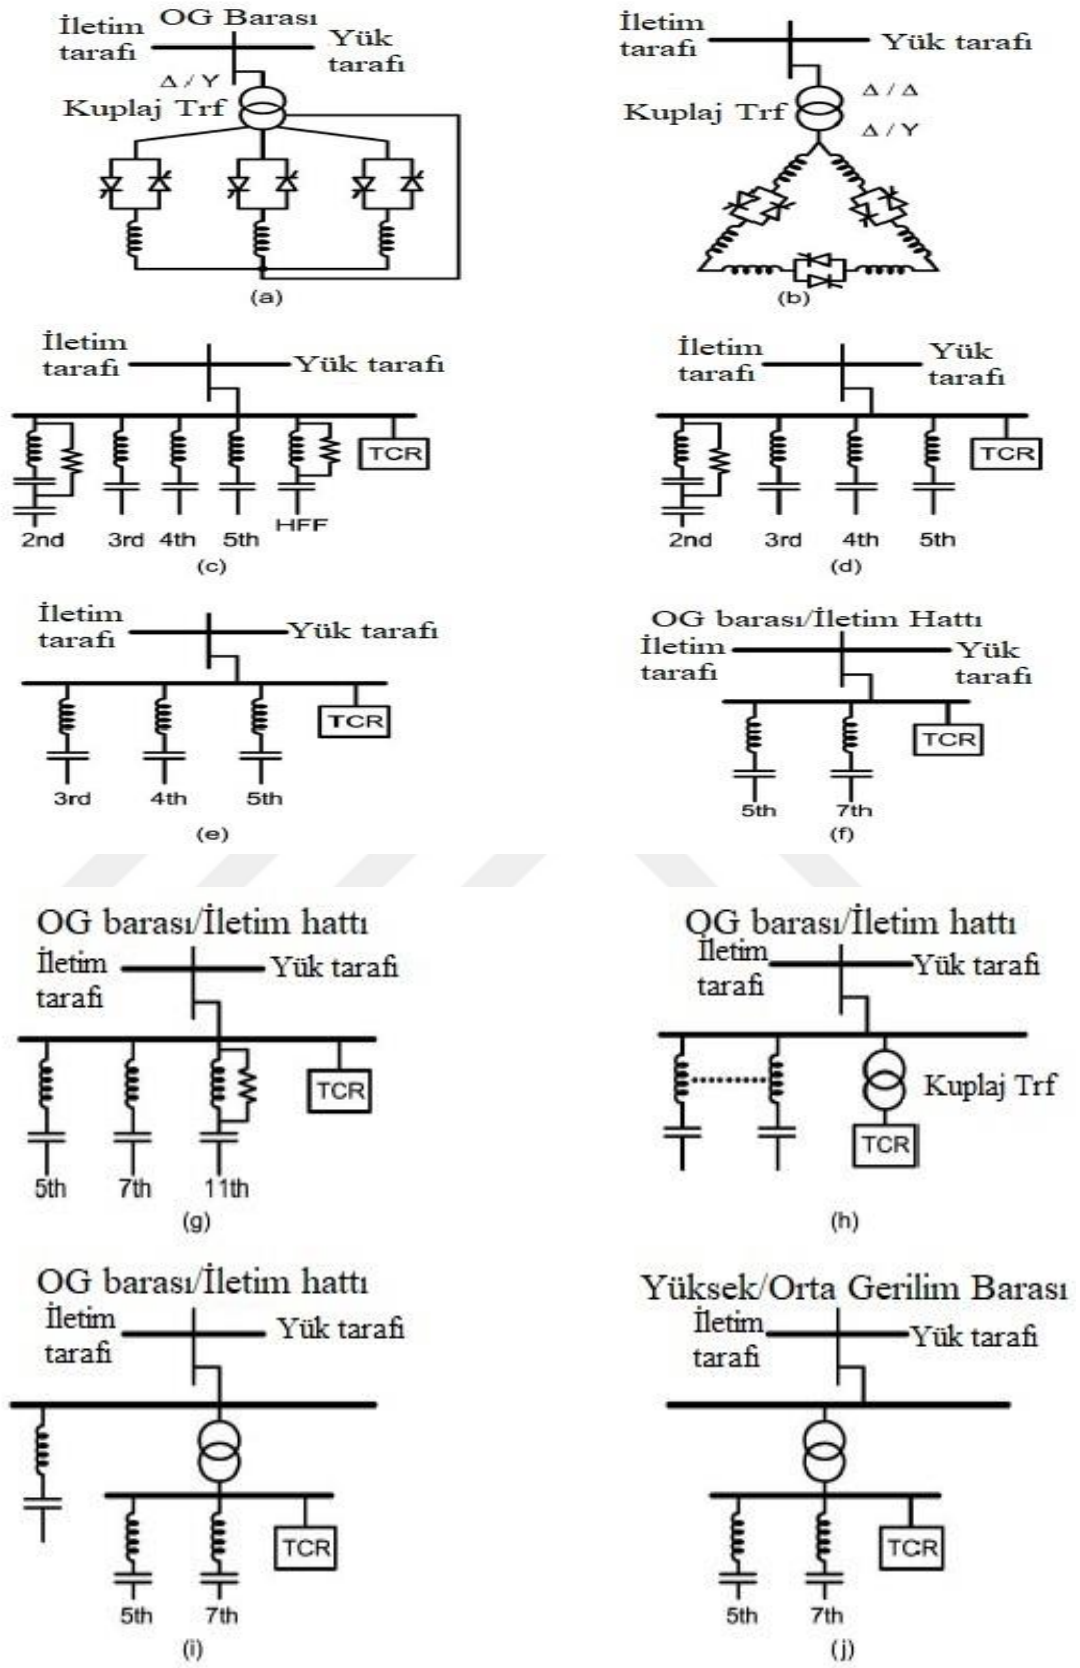 OG Barası
İletim
tarafı
Yük
tarafı
Δ / Y
Kuplaj Trf
(a)
İletim
tarafı
Yük tarafı
Kuplaj Trf
Δ / Δ
Δ / Y
(b)
İletim
tarafı
Yük tarafı
TCR
HFF
2nd 3rd 4th 5th
(c)
İletim
tarafı
Yük
tarafı
TCR
2nd 3rd 4th 5th
(d)
İletim
tarafı
Yük tarafı
TCR
3rd 4th 5th
(e)
OG barası/İletim Hattı
İletim
tarafı
Yük
tarafı
TCR
5th 7th
(f)
OG barası/İletim hattı
İletim
tarafı
Yük tarafı
TCR
5th 7th 11th
(g)
OG barası/İletim hattı
İletim
tarafı
Yük tarafı
Kuplaj Trf
TCR
(h)
OG barası/İletim hattı
İletim
tarafı
Yük tarafı
TCR
5th 7th
(i)
Yüksek/Orta Gerilim Barası
İletim
tarafı
Yük tarafı
TCR
5th 7th
(j)